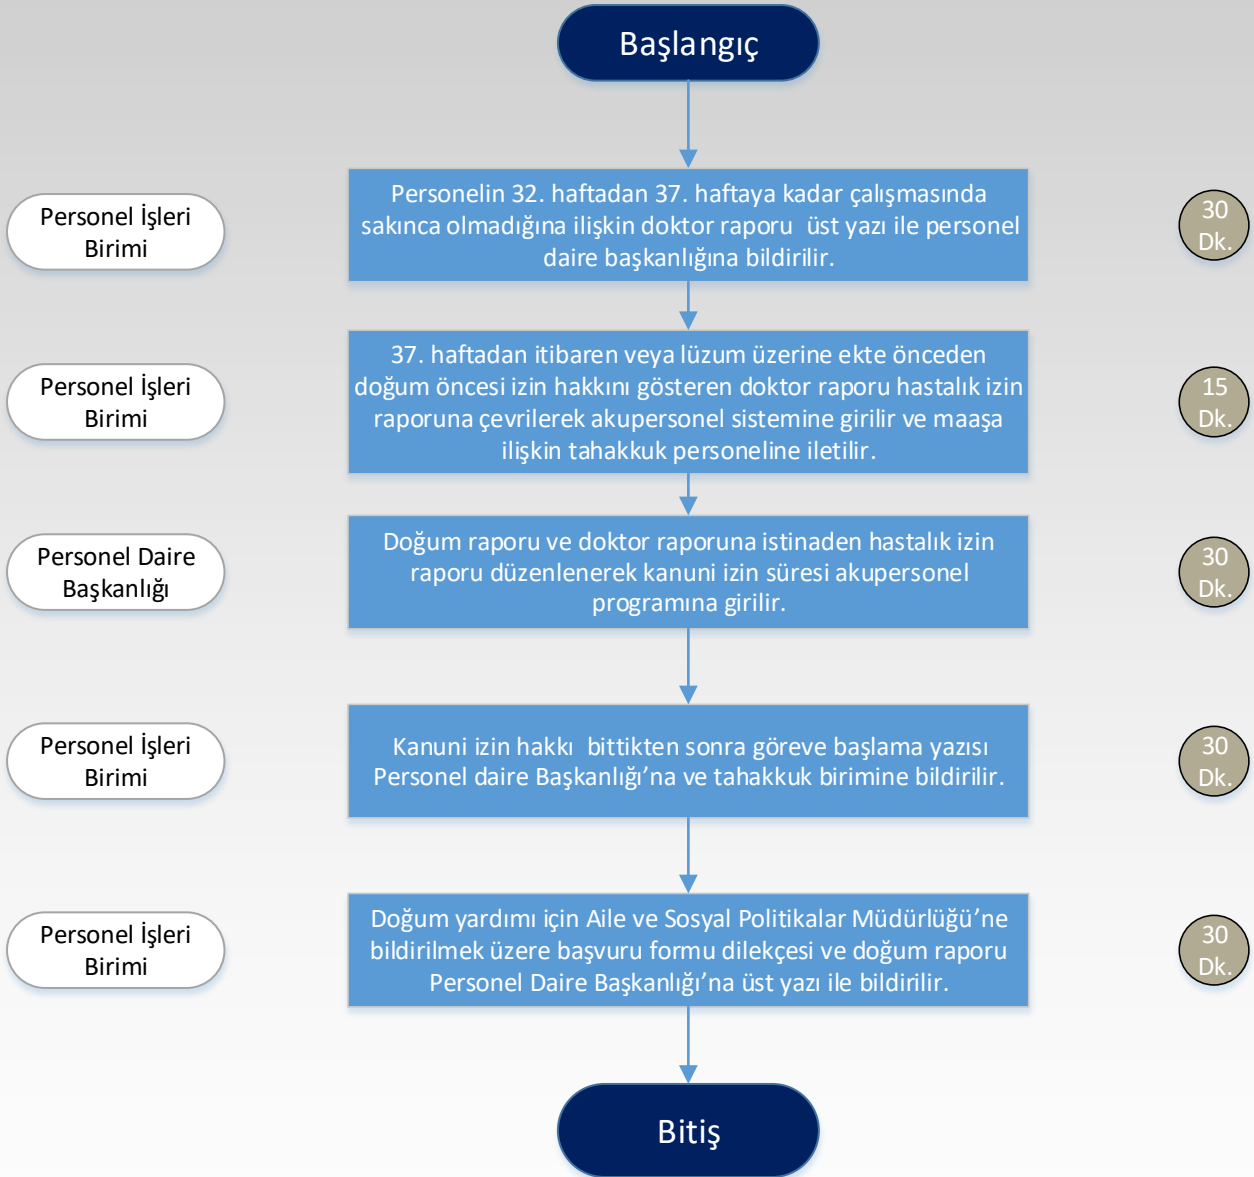 Başlangıç
Personel İşleri
Birimi
Personelin 32. haftadan 37. haftaya kadar çalışmasında
sakınca olmadığına ilişkin doktor raporu  üst yazı ile personel
daire başkanlığına bildirilir.
30
Dk.
Personel İşleri
Birimi
37. haftadan itibaren veya lüzum üzerine ekte önceden
doğum öncesi izin hakkını gösteren doktor raporu hastalık izin
raporuna çevrilerek akupersonel sistemine girilir ve maaşa
ilişkin tahakkuk personeline iletilir.
15
Dk.
Personel Daire
Başkanlığı
Doğum raporu ve doktor raporuna istinaden hastalık izin
raporu düzenlenerek kanuni izin süresi akupersonel
programına girilir.
30
Dk.
Personel İşleri
Birimi
Kanuni izin hakkı  bittikten sonra göreve başlama yazısı
Personel daire Başkanlığı’na ve tahakkuk birimine bildirilir.
30
Dk.
Personel İşleri
Birimi
Doğum yardımı için Aile ve Sosyal Politikalar Müdürlüğü’ne
bildirilmek üzere başvuru formu dilekçesi ve doğum raporu
Personel Daire Başkanlığı’na üst yazı ile bildirilir.
30
Dk.
Bitiş